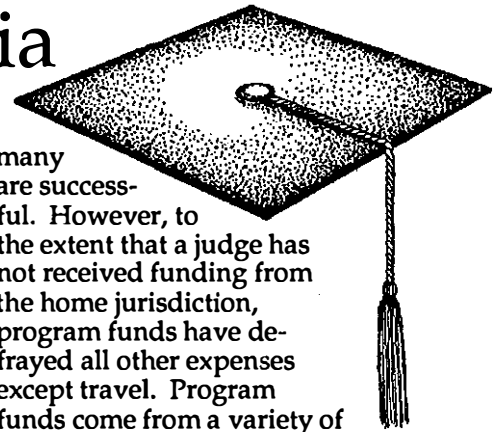 ia
many
are success-
ful. However, to
the extent that a judge has
not received funding from
the home jurisdiction,
program funds have de-
frayed all other expenses
except travel. Program
funds come from a variety of